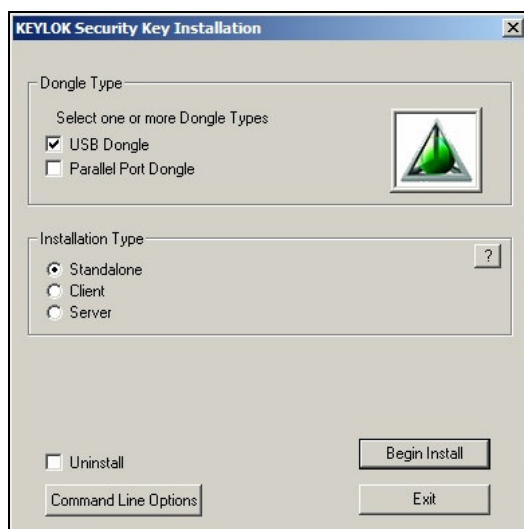 KEYLOK Security Key Installation
Dongle Type
Select one or more Dongle Types
USB Dongle
Parallel Port Dongle
Installation Type
?
Standalone
Client
Server
Uninstall
Begin Install
Command Line Options
Exit